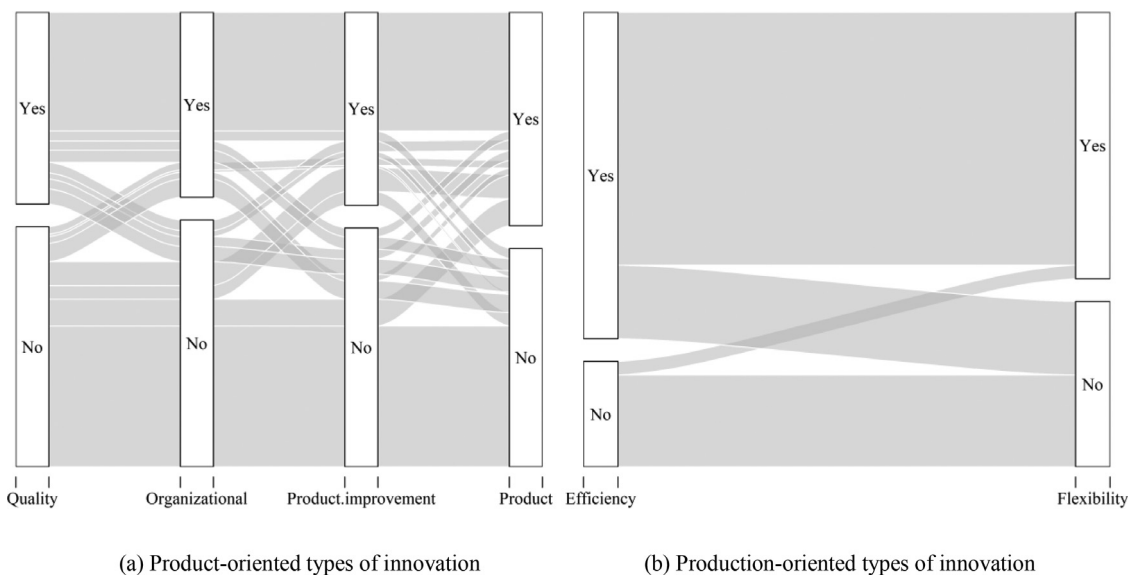 Yes Yes Yes Yes Yes Yes
No No No No No No
Quality Organizational Product.improvement Product Efficiency Flexibility
(a) Product-oriented types of innovation (b) Production-oriented types of innovation